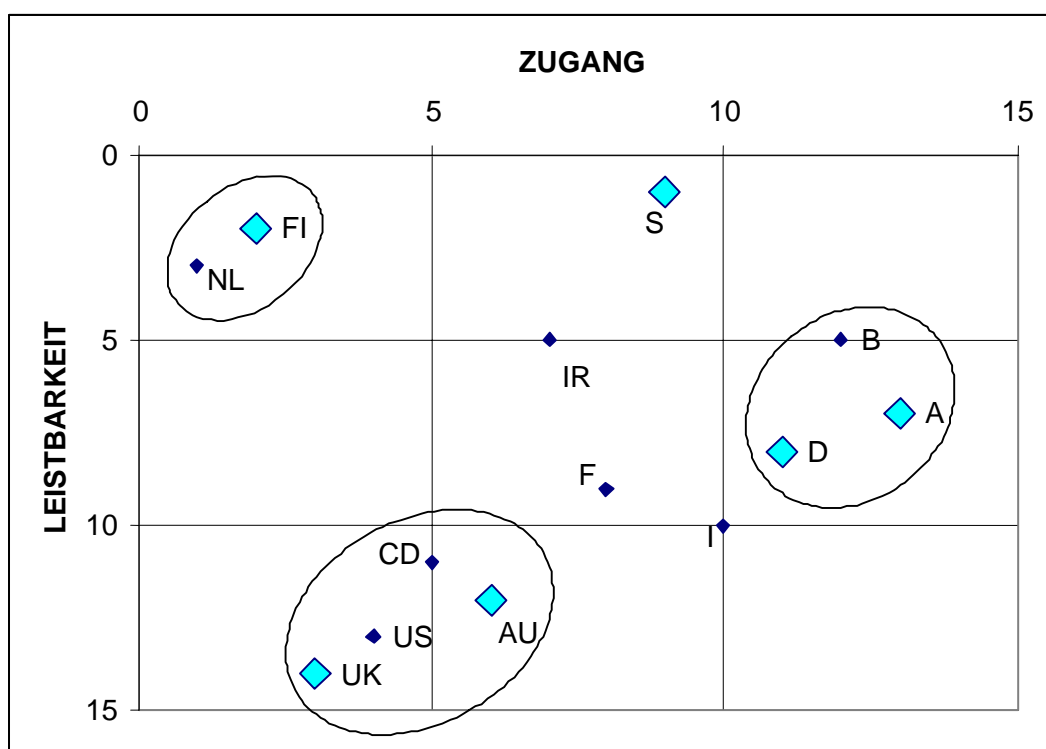 ZUGANG
0 5 10 15
0
S
FI
NL
LEISTBARKEIT
5
B
IR
A
D
F
10
I
CD
AU
US
UK
15